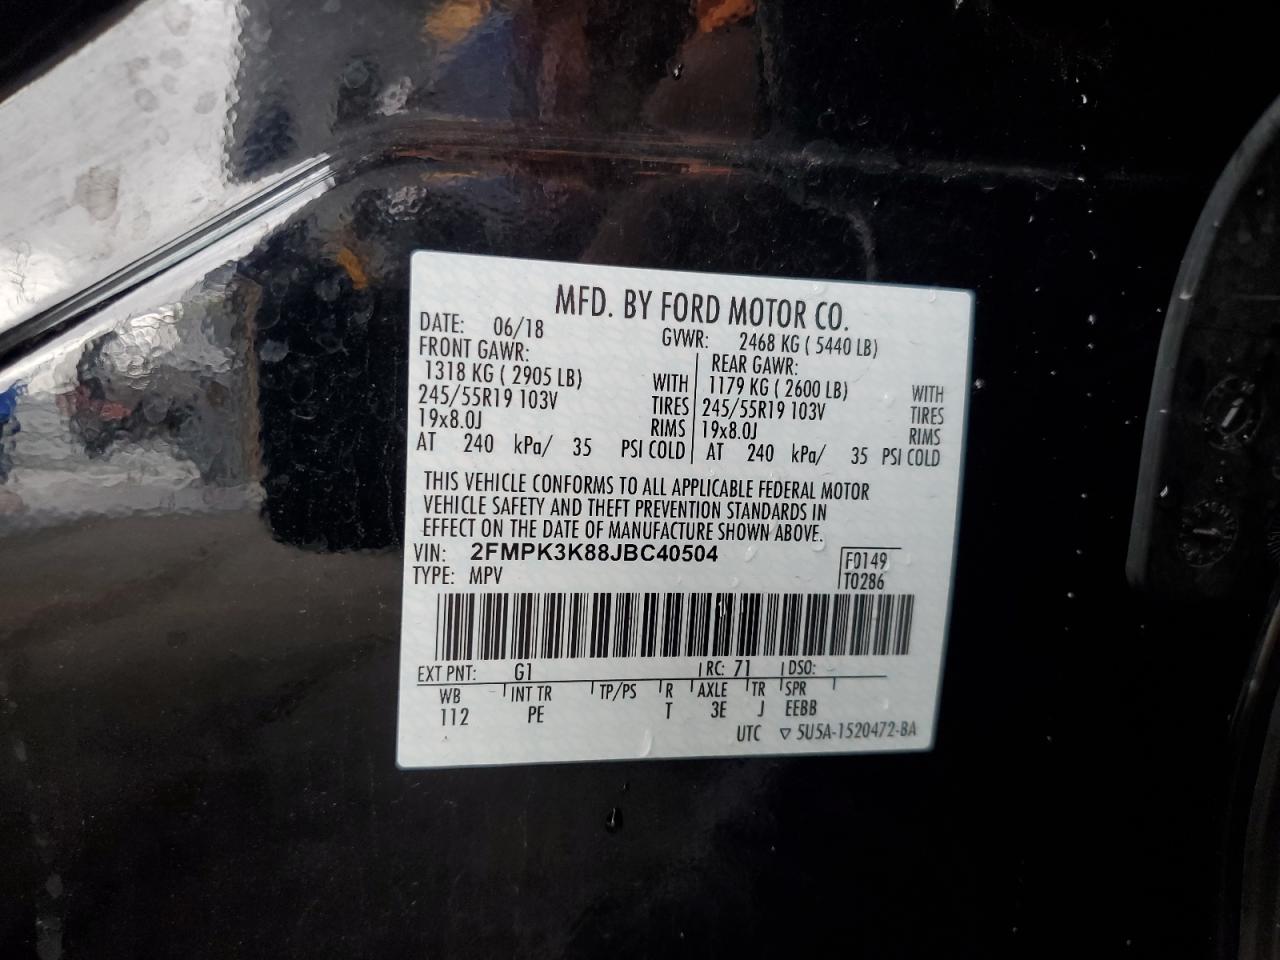 MFD. BY FORD MOTOR CO.
DATE: 06/18 GVWR: 2468 KG ( 5440 LB)
FRONT GAWR: REAR GAWR:
1318 KG ( 2905 LB) WITH 1179 KG ( 2600 LB) WITH
245/55R19 103V TIRES 245/55R19 103V TIRES
19x8.0J RIMS 19x8.0J RIMS
AT 240 kPa/ 35 PSI COLD AT 240 kPa/ 35 PSI COLD
THIS VEHICLE CONFORMS TO ALL APPLICABLE FEDERAL MOTOR
VEHICLE SAFETY AND THEFT PREVENTION STANDARDS IN
EFFECT ON THE DATE OF MANUFACTURE SHOWN ABOVE.
VIN: 2FMPK3K88JBC40504 F0149
TYPE: MPV T0286
EXT PNT: G1 RC: 71 DSO:
WB INT TR TP/PS R AXLE TR SPR
112 PE T 3E J EEBB
UTC ▽ 5U5A-1520472-BA